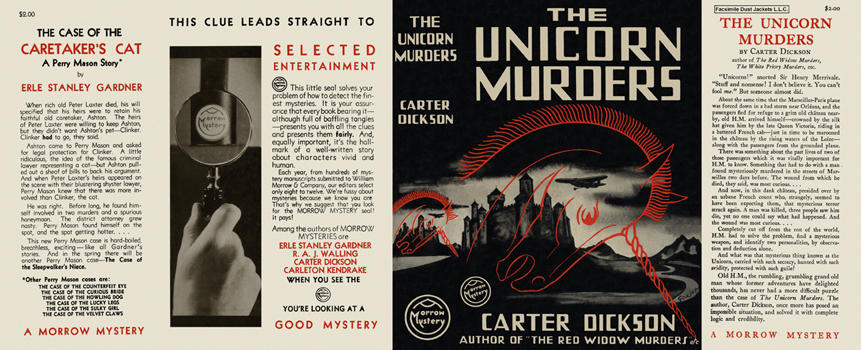 $2.00
THE CASE OF THE
CARETAKER'S CAT
A Perry Mason Story*
by
ERLE STANLEY GARDNER
When rich old Peter Laxter died, his will
specified that his heirs were to retain his
faithful old caretaker, Ashton. The heirs
of Peter Laxter were willing to keep Ashton,
but they didn't want Ashton's pet—Clinker.
Clinker had to go, they said.
Ashton came to Perry Mason and asked
for legal protection for Clinker. A little
ridiculous, the idea of the famous criminal
lawyer representing a cat—but Ashton pulled
out a sheaf of bills to back his argument.
And when Peter Laxter's heirs appeared on
the scene with their blustering shyster lawyer,
Perry Mason knew that there was more involved
than Clinker, the cat.
He was right. Before long, he found himself
involved in two murders and a spurious
honeymoon. The district attorney grew
nasty. Perry Mason found himself on the
spot, and the spot getting hotter. . . .
This new Perry Mason case is hard-boiled,
breathless, exciting—like all Gardner's
stories. And in the spring there will be
another Perry Mason case—The Case of
the Sleepwalker's Niece.
*Other Perry Mason cases are:
THE CASE OF THE COUNTERFEIT EYE
THE CASE OF THE CURIOUS BRIDE
THE CASE OF THE HOWLING DOG
THE CASE OF THE LUCKY LEGS
THE CASE OF THE SULKY GIRL
THE CASE OF THE VELVET CLAWS
A MORROW MYSTERY
THIS CLUE LEADS STRAIGHT TO
Morrow
Mystery
SELECTED
ENTERTAINMENT
This little seal solves your
problem of how to detect the finest
mysteries. It is your assurance
that every book bearing it—
although full of baffling tangles
—presents you with all the clues
and presents them fairly. And,
equally important, it's the hallmark
of a well-written story
about characters vivid and
human.
Each year, from hundreds of mystery
manuscripts submitted to William
Morrow & Company, our editors select
only eight to twelve. We're fussy about
mysteries because we know you are
That's why we suggest that you look
for the MORROW MYSTERY seal!
It pays!
Among the authors of MORROW
MYSTERIES are
ERLE STANLEY GARDNER
R. A. J. WALLING
CARTER DICKSON
CARLETON KENDRAKE
WHEN YOU SEE THE
YOU'RE LOOKING AT A
GOOD MYSTERY
THE
UNICORN
MURDERS
CARTER
DICKSON
Morrow
Mystery
THE
UNICORN
MURDERS
Morrow
Mystery
CARTER DICKSON
AUTHOR OF "THE RED WIDOW MURDERS" etc
Facsimile Dust Jackets L.L.C.
$2.00
THE UNICORN
MURDERS
BY CARTER DICKSON
author of The Red Widow Murders,
The White Priory Murders, etc.
"Unicorn!" snorted Sir Henry Merrivale.
"Stuff and nonsense! I don't believe it. You can't
fool me." But someone almost did.
About the same time that the Marseilles-Paris plane
was forced down in a sad storm near Orléans, and the
passengers fled for refuge to a grim old château nearby,
old H.M. arrived himself—crowned by the silk
hat given him by the late Queen Victoria, riding in
a battered French cab—just in time to be marooned
in the château by the rising waters of the Loire—
along with the passengers from the grounded plane.
There was something about the past lives of two of
those passengers which it was vitally important for
H.M. to know. Something that had to do with a man
found mysteriously murdered in the streets of Marseilles
two days before. The wound from which he
died, they said, was most curious. . . .
And now, in this dark château, presided over by
an urbane French count who, strangely, seemed to
have been expecting them, that mysterious terror
struck again. A man was killed, three people saw him
die, yet no one could say what had happened. And
the wound was most curious. . . .
Completely cut off from the rest of the world,
H.M. had to solve the problem, find a mysterious
weapon, and identify two personalities, by observation
and deduction alone.
And what was that mysterious thing known as the
Unicorn, carried with such secrecy, hunted with such
avidity, protected with such guile?
Old H.M., the rumbling, grumbling grand old
man whose former adventures have delighted
thousands, has never had a more difficult puzzle
than the case of The Unicorn Murders. The
author, Carter Dickson, once more has posed an
impossible situation, and solved it with complete
logic and credibility.
A MORROW MYSTERY